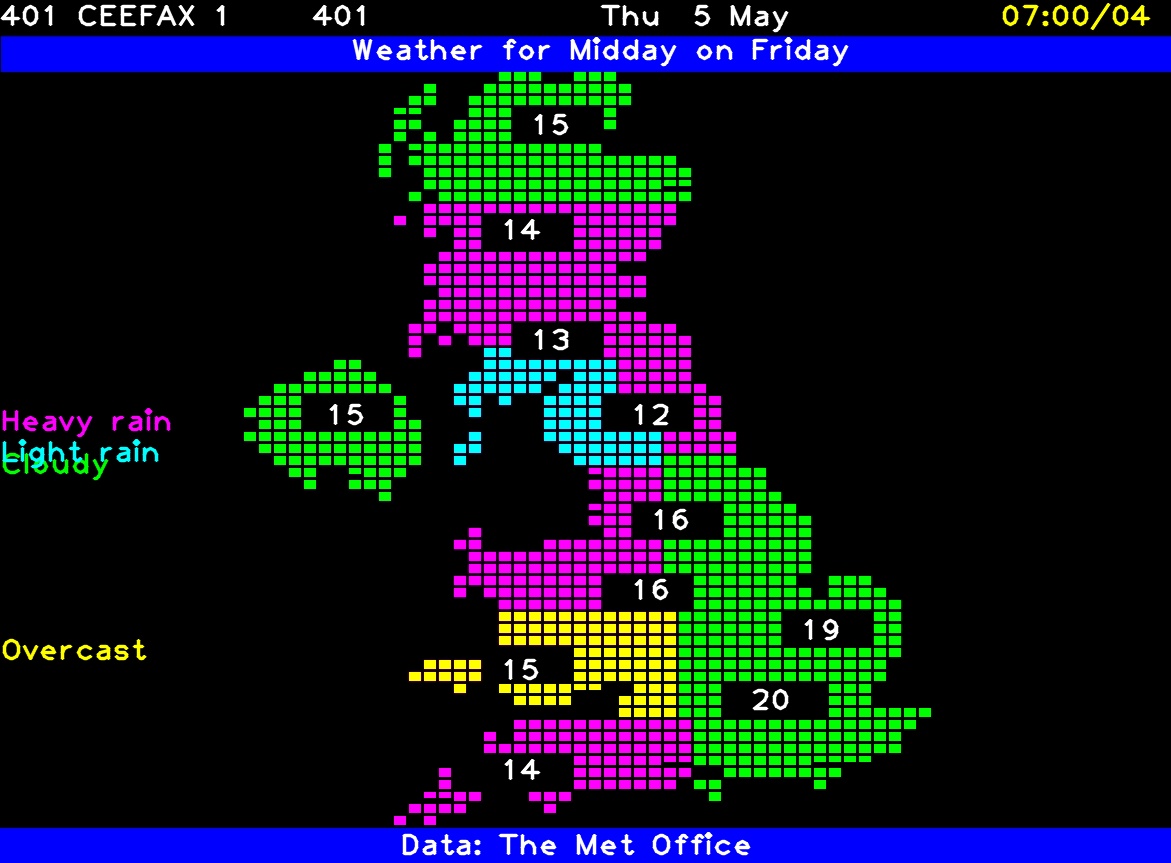 401 CEEFAX 1 401 Thu 5 May 07:00/04
Weather for Midday on Friday
15
14
13
15
12
Heavy rain
Light rain
Cloudy
16
16
19
Overcast
15
20
14
Data: The Met Office